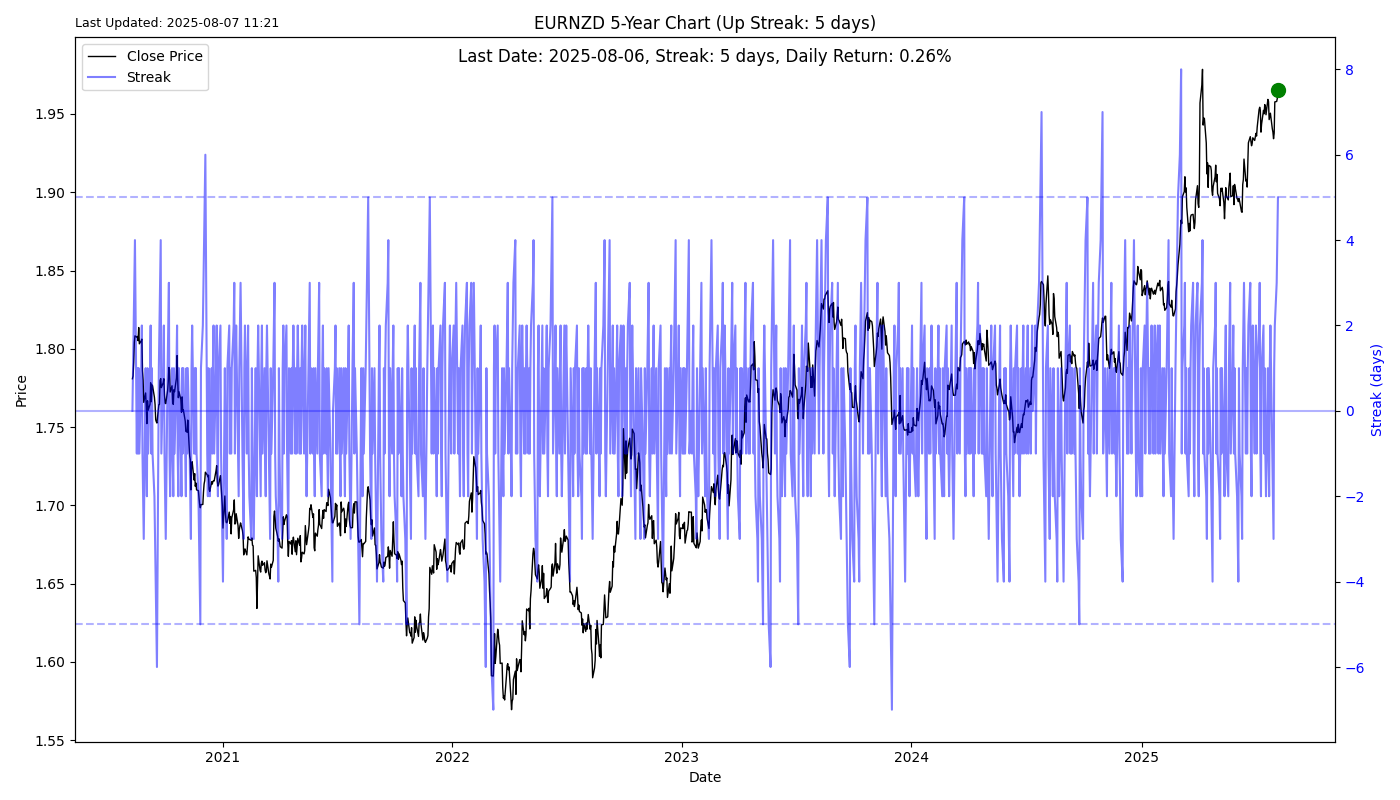 Last Updated: 2025-08-07 11:21
EURNZD 5-Year Chart (Up Streak: 5 days)
Last Date: 2025-08-06, Streak: 5 days, Daily Return: 0.26%
Close Price
Streak
Price
1.95
1.90
1.85
1.80
1.75
1.70
1.65
1.60
1.55
8
6
4
2
0
−2
−4
−6
Streak (days)
2021
2022
2023
2024
2025
Date